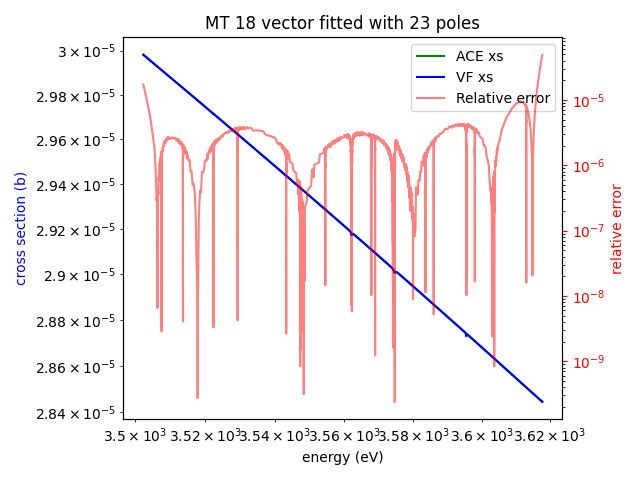 MT 18 vector fitted with 23 poles
ACE xs
VF xs
Relative error
3 × 10⁻⁵
2.98 × 10⁻⁵
2.96 × 10⁻⁵
2.94 × 10⁻⁵
2.92 × 10⁻⁵
2.9 × 10⁻⁵
2.88 × 10⁻⁵
2.86 × 10⁻⁵
2.84 × 10⁻⁵
cross section (b)
10⁻⁵
10⁻⁶
10⁻⁷
10⁻⁸
10⁻⁹
relative error
3.5 × 10³ 3.52 × 10³ 3.54 × 10³ 3.56 × 10³ 3.58 × 10³ 3.6 × 10³ 3.62 × 10³
energy (eV)